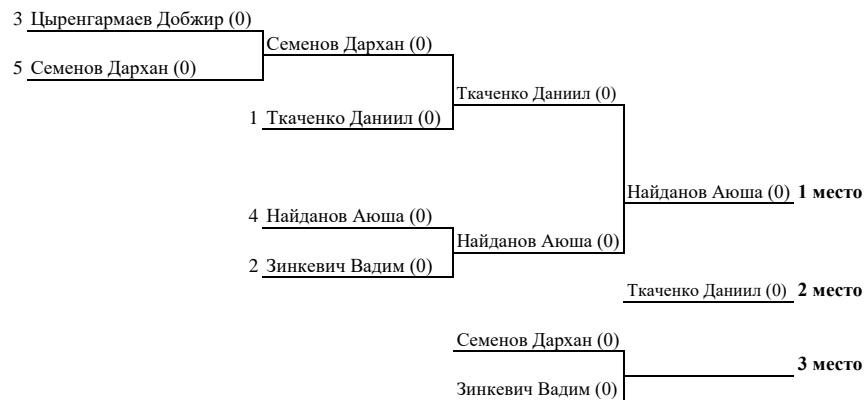 3 Цыренгармаев Добжир (0)
Семенов Дархан (0)
5 Семенов Дархан (0)
Ткаченко Даниил (0)
1 Ткаченко Даниил (0)
Найданов Аюша (0) 1 место
4 Найданов Аюша (0)
Найданов Аюша (0)
2 Зинкевич Вадим (0)
Ткаченко Даниил (0) 2 место
Семенов Дархан (0)
3 место
Зинкевич Вадим (0)